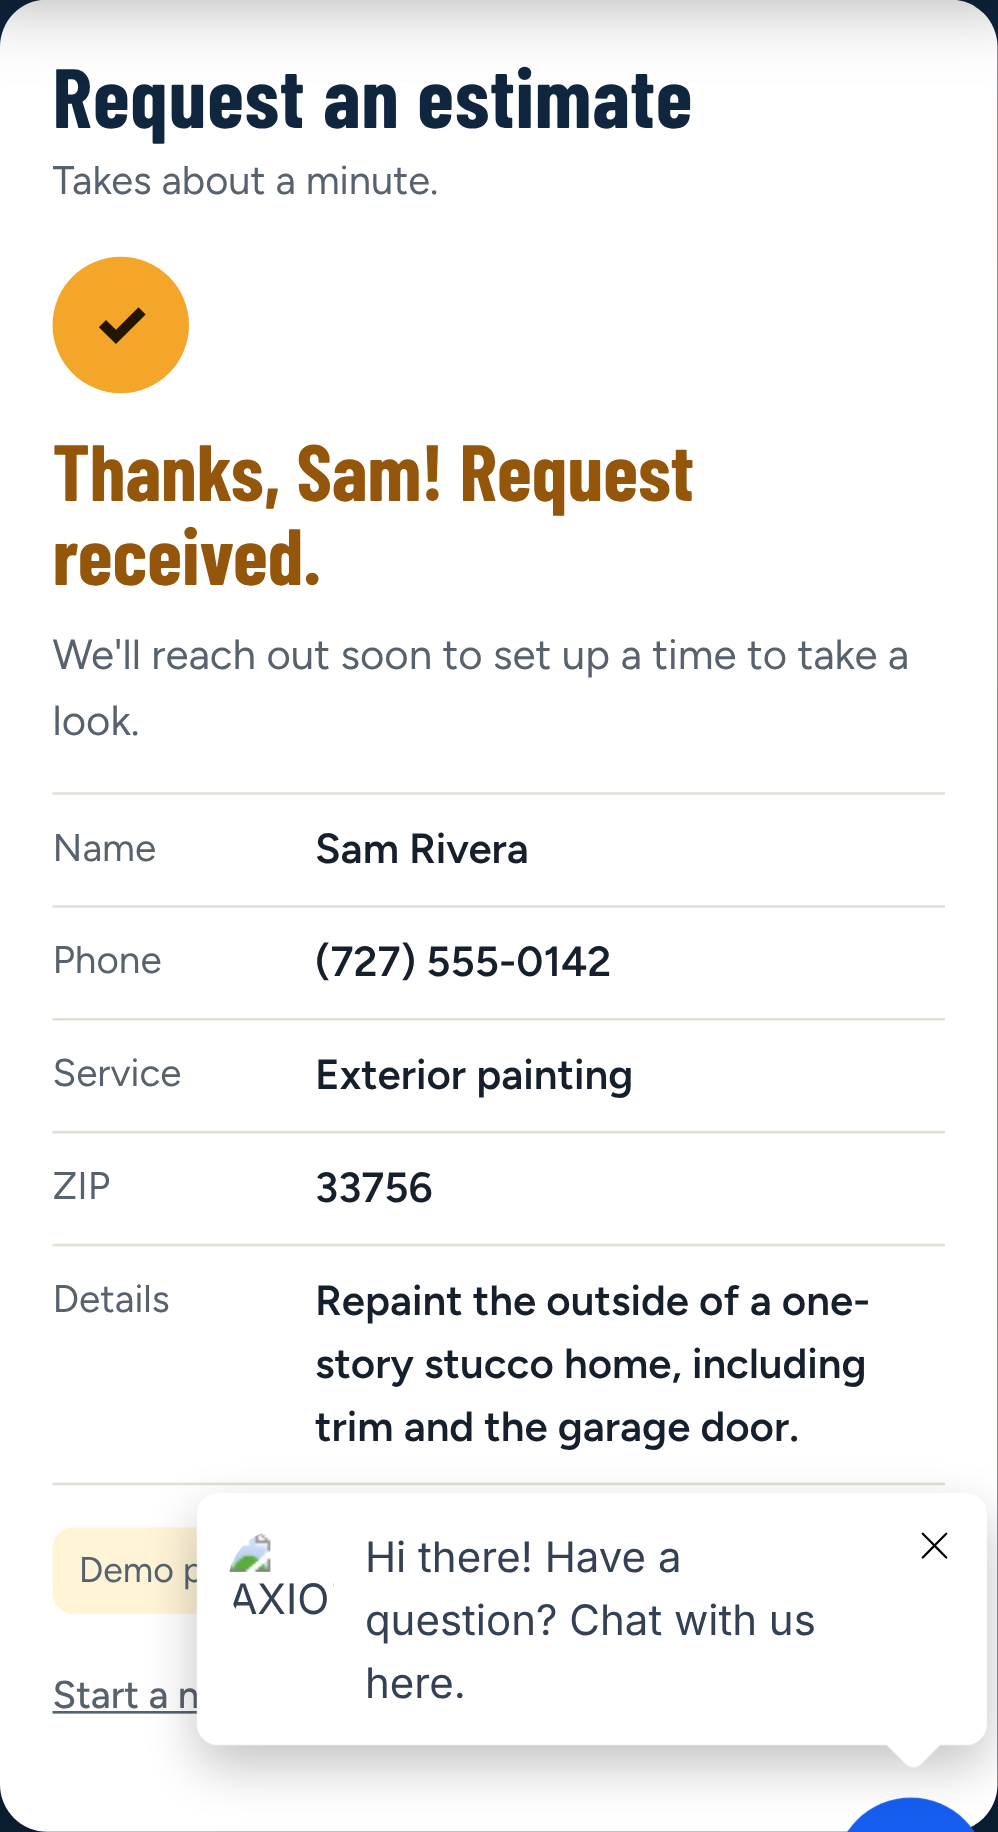 Request an estimate
Takes about a minute.
Thanks, Sam! Request
received.
We'll reach out soon to set up a time to take a
look.
Name Sam Rivera
Phone (727) 555-0142
Service Exterior painting
ZIP 33756
Details Repaint the outside of a one-
story stucco home, including
trim and the garage door.
Demo
Hi there! Have a
question? Chat with us
here.
AXIO
Start a